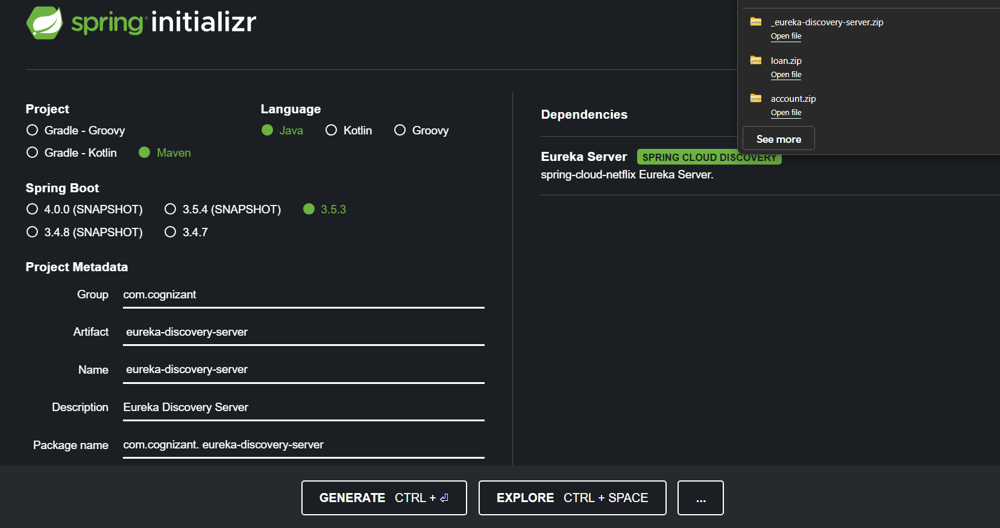 spring initializr
Project
Gradle - Groovy
Gradle - Kotlin
Maven
Language
Java
Kotlin
Groovy
Spring Boot
4.0.0 (SNAPSHOT)
3.5.4 (SNAPSHOT)
3.5.3
3.4.8 (SNAPSHOT)
3.4.7
Project Metadata
Group com.cognizant
Artifact eureka-discovery-server
Name eureka-discovery-server
Description Eureka Discovery Server
Package name com.cognizant. eureka-discovery-server
Dependencies
Eureka Server SPRING CLOUD DISCOVERY
spring-cloud-netflix Eureka Server.
_eureka-discovery-server.zip
Open file
loan.zip
Open file
account.zip
Open file
See more
GENERATE CTRL + ⏎
EXPLORE CTRL + SPACE
...